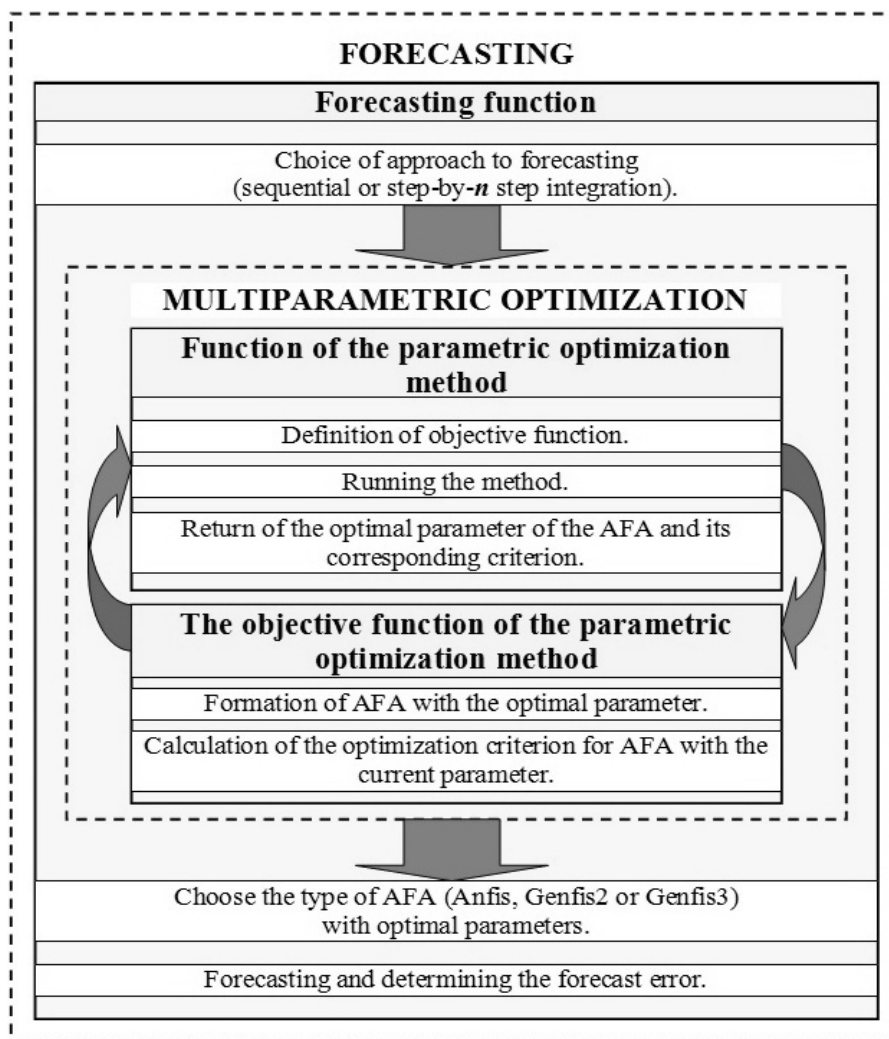 FORECASTING
Forecasting function
Choice of approach to forecasting
(sequential or step-by-n step integration).
MULTIPARAMETRIC OPTIMIZATION
Function of the parametric optimization
method
Definition of objective function.
Running the method.
Return of the optimal parameter of the AFA and its
corresponding criterion.
The objective function of the parametric
optimization method
Formation of AFA with the optimal parameter.
Calculation of the optimization criterion for AFA with the
current parameter.
Choose the type of AFA (Anfis, Genfis2 or Genfis3)
with optimal parameters.
Forecasting and determining the forecast error.